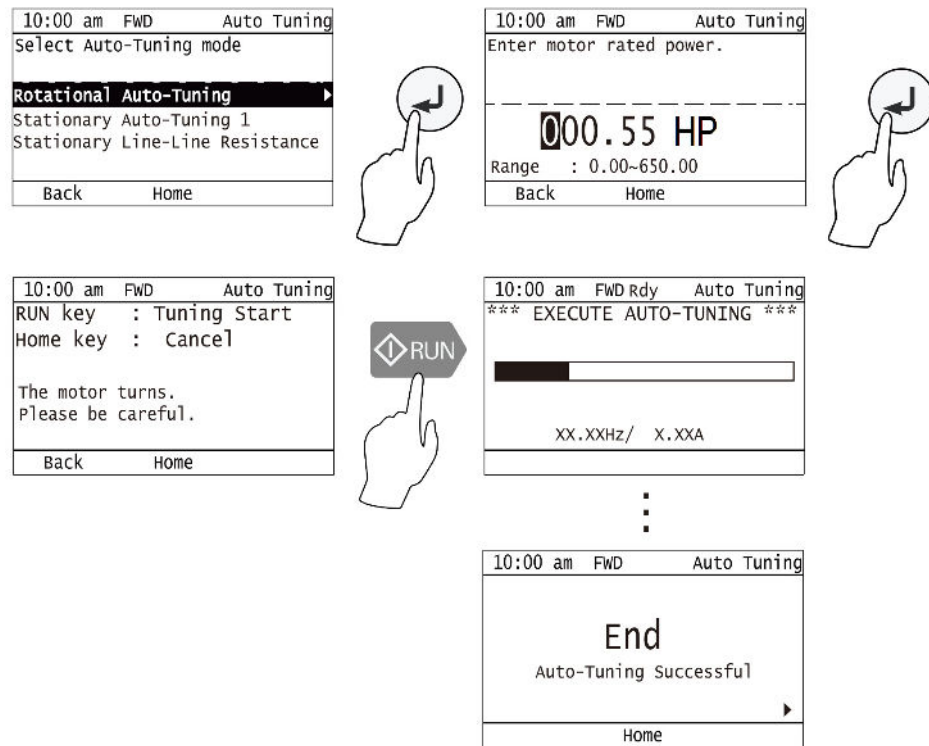 10:00 am FWD Auto Tuning
Select Auto-Tuning mode
Rotational Auto-Tuning
Stationary Auto-Tuning 1
Stationary Line-Line Resistance
Back Home
10:00 am FWD Auto Tuning
Enter motor rated power.
000.55 HP
Range : 0.00~650.00
Back Home
10:00 am FWD Auto Tuning
RUN key : Tuning Start
Home key : Cancel
The motor turns.
Please be careful.
Back Home
RUN
10:00 am FWD Rdy Auto Tuning
*** EXECUTE AUTO-TUNING ***
XX.XXHz/ X.XXA
10:00 am FWD Auto Tuning
End
Auto-Tuning Successful
Home